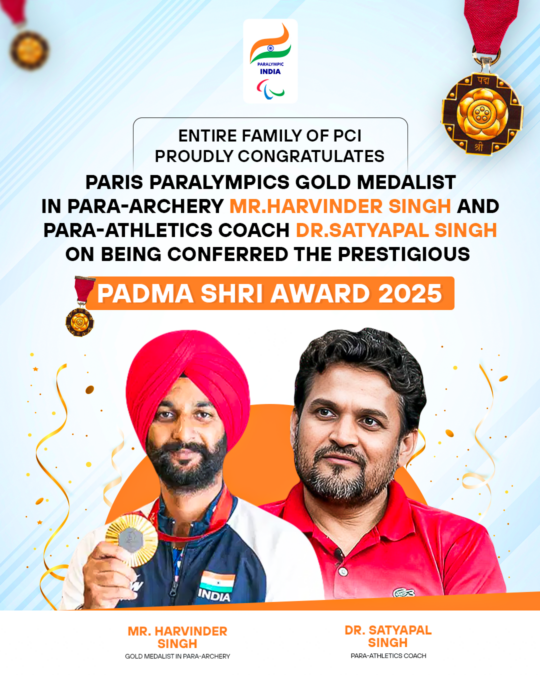 PARALYMPIC
INDIA
पद्म
श्री
ENTIRE FAMILY OF PCI
PROUDLY CONGRATULATES
PARIS PARALYMPICS GOLD MEDALIST
IN PARA-ARCHERY MR.HARVINDER SINGH AND
PARA-ATHLETICS COACH DR.SATYAPAL SINGH
ON BEING CONFERRED THE PRESTIGIOUS
PADMA SHRI AWARD 2025
INDIA
MR. HARVINDER
SINGH
GOLD MEDALIST IN PARA-ARCHERY
DR. SATYAPAL
SINGH
PARA-ATHLETICS COACH